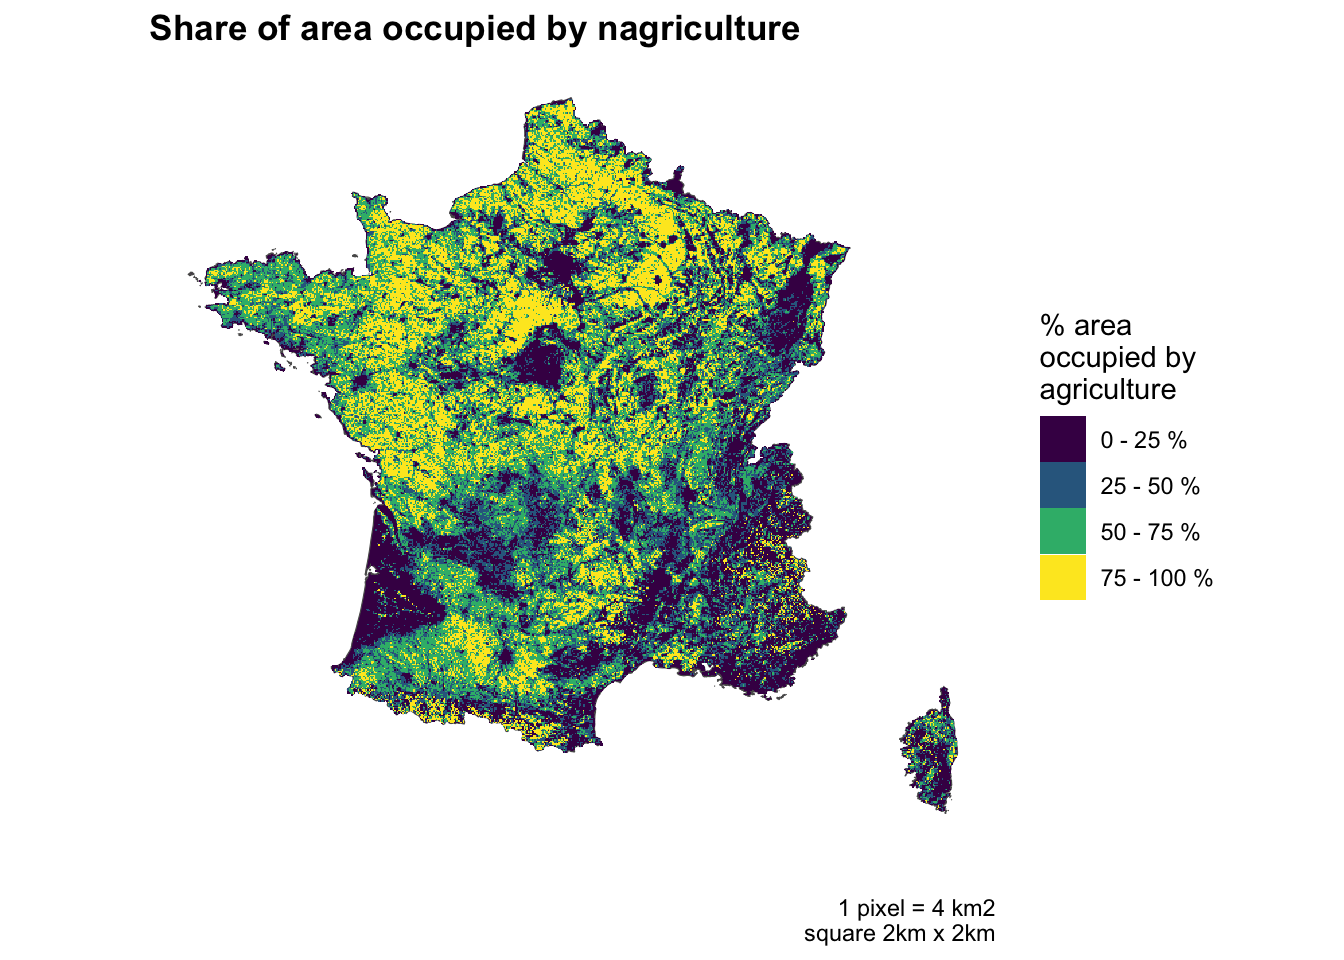 Share of area occupied by nagriculture
% area
occupied by
agriculture
0 - 25 %
25 - 50 %
50 - 75 %
75 - 100 %
1 pixel = 4 km2
square 2km x 2km